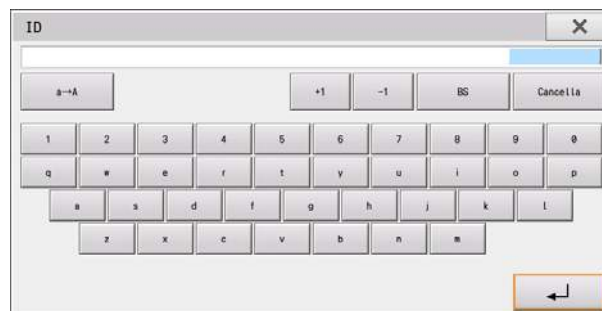 ID
a→A +1 -1 BS Cancella
1 2 3 4 5 6 7 8 9 0
q w e r t y u i o p
a s d f g h j k l
z x c v b n m